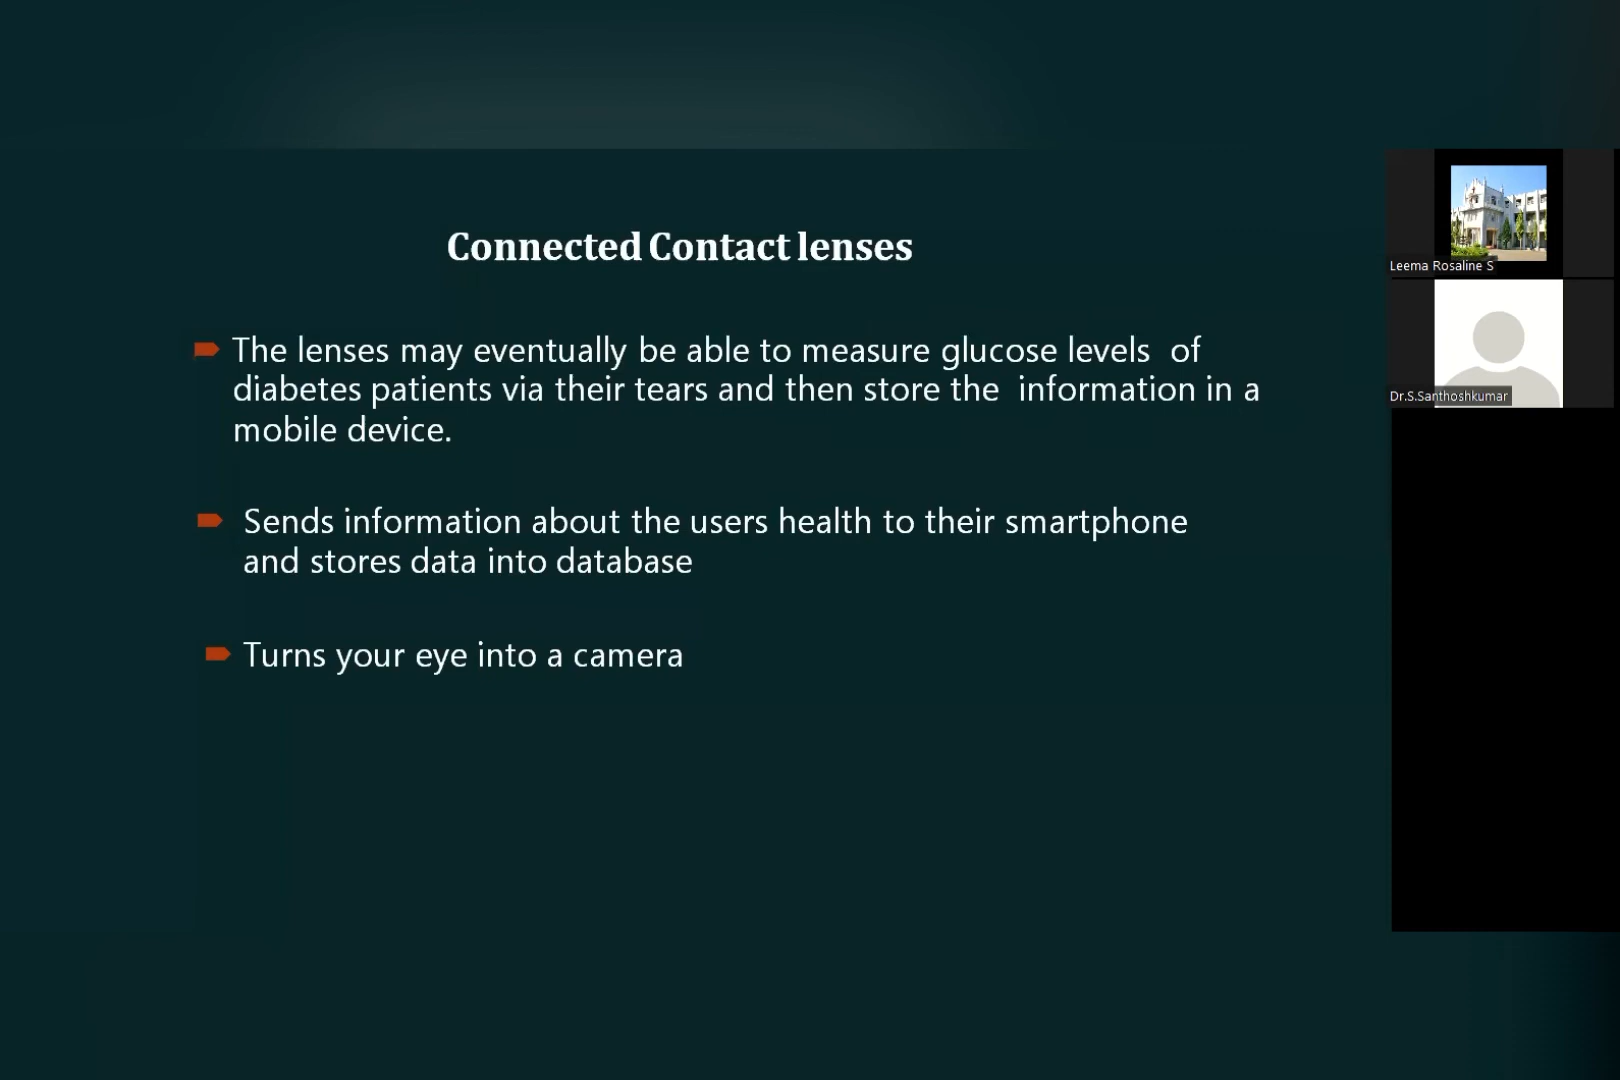 Connected Contact lenses
The lenses may eventually be able to measure glucose levels of
diabetes patients via their tears and then store the information in a
mobile device.
Sends information about the users health to their smartphone
and stores data into database
Turns your eye into a camera
Leema Rosaline S
Dr.S.Santhoshkumar